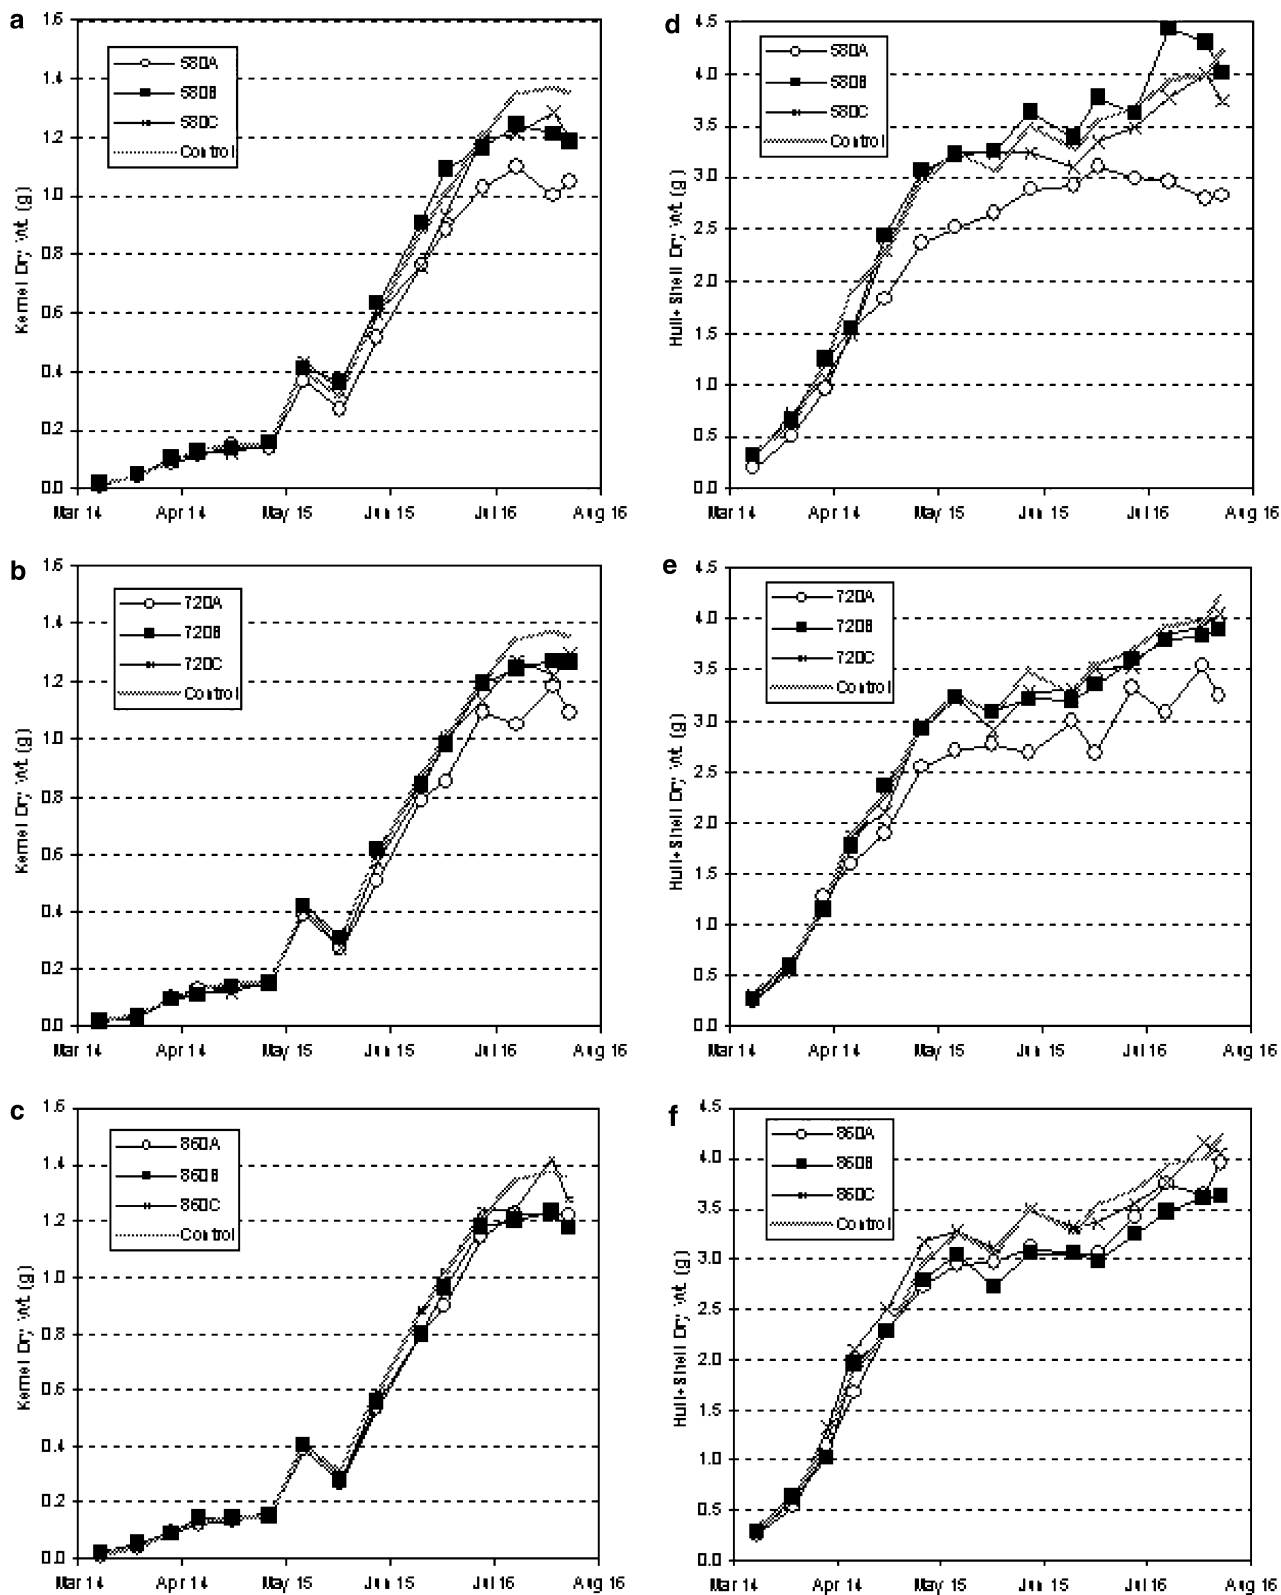 a
1.6
1.4
1.2
1.0
0.8
0.6
0.4
0.2
0.0
Kernel Dry Wt. (g)
580A
580B
580C
Control
Mar 14 Apr 14 May 15 Jun 15 Jul 16 Aug 16
d
4.5
4.0
3.5
3.0
2.5
2.0
1.5
1.0
0.5
0.0
Hull+Shell Dry Wt. (g)
580A
580B
580C
Control
Mar 14 Apr 14 May 15 Jun 15 Jul 16 Aug 16
b
1.6
1.4
1.2
1.0
0.8
0.6
0.4
0.2
0.0
Kernel Dry Wt. (g)
720A
720B
720C
Control
Mar 14 Apr 14 May 15 Jun 15 Jul 16 Aug 16
e
4.5
4.0
3.5
3.0
2.5
2.0
1.5
1.0
0.5
0.0
Hull+Shell Dry Wt. (g)
720A
720B
720C
Control
Mar 14 Apr 14 May 15 Jun 15 Jul 16 Aug 16
c
1.6
1.4
1.2
1.0
0.8
0.6
0.4
0.2
0.0
Kernel Dry Wt. (g)
860A
860B
860C
Control
Mar 14 Apr 14 May 15 Jun 15 Jul 16 Aug 16
f
4.5
4.0
3.5
3.0
2.5
2.0
1.5
1.0
0.5
0.0
Hull+Shell Dry Wt. (g)
860A
860B
860C
Control
Mar 14 Apr 14 May 15 Jun 15 Jul 16 Aug 16